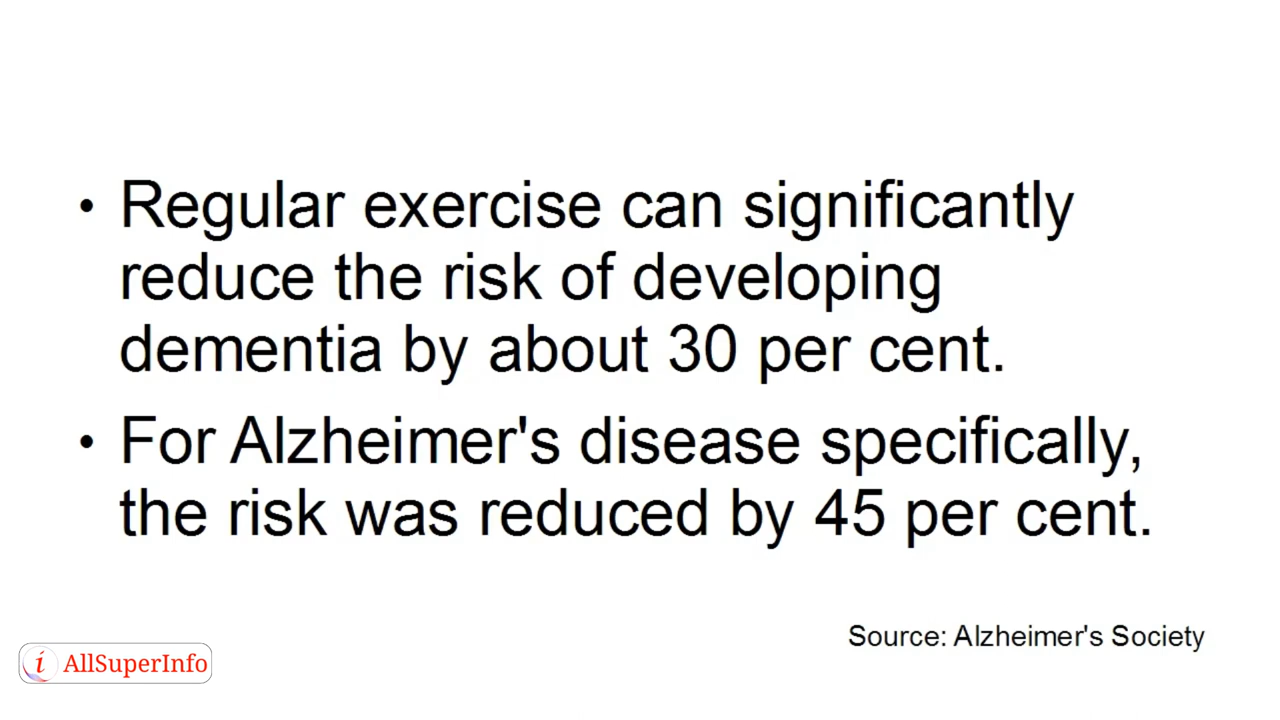 • Regular exercise can significantly
reduce the risk of developing
dementia by about 30 per cent.
• For Alzheimer's disease specifically,
the risk was reduced by 45 per cent.
Source: Alzheimer's Society
i AllSuperInfo